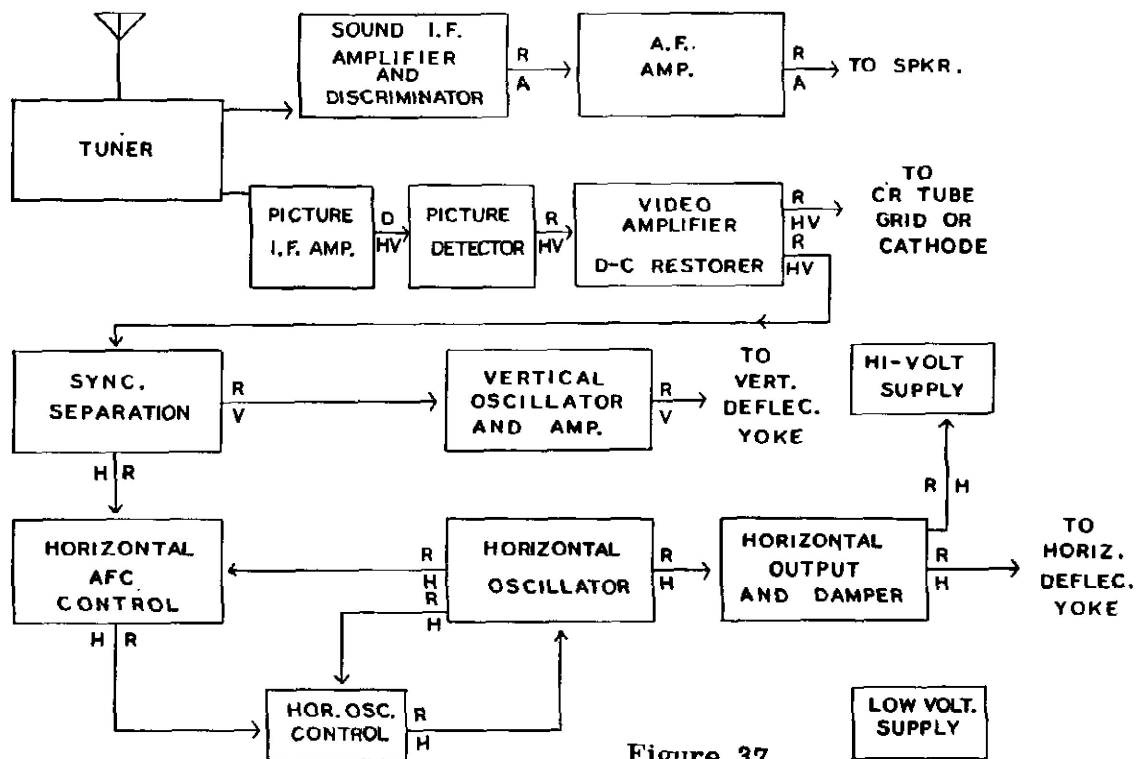 SOUND I.F.
AMPLIFIER
AND
DISCRIMINATOR
R
A
A.F.
AMP.
R
A
TO SPKR.
TUNER
PICTURE
I.F. AMP.
D
HV
PICTURE
DETECTOR
R
HV
VIDEO
AMPLIFIER
D-C RESTORER
R
HV
R
HV
TO
CR TUBE
GRID OR
CATHODE
SYNC.
SEPARATION
R
V
VERTICAL
OSCILLATOR
AND AMP.
R
V
TO
VERT.
DEFLEC.
YOKE
HI-VOLT
SUPPLY
H R
R H
HORIZONTAL
AFC
CONTROL
R
H
R
H
HORIZONTAL
OSCILLATOR
R
H
HORIZONTAL
OUTPUT
AND DAMPER
R
H
TO
HORIZ.
DEFLEC.
YOKE
H R
HOR. OSC.
CONTROL
R
H
LOW VOLT.
SUPPLY
Figure 37